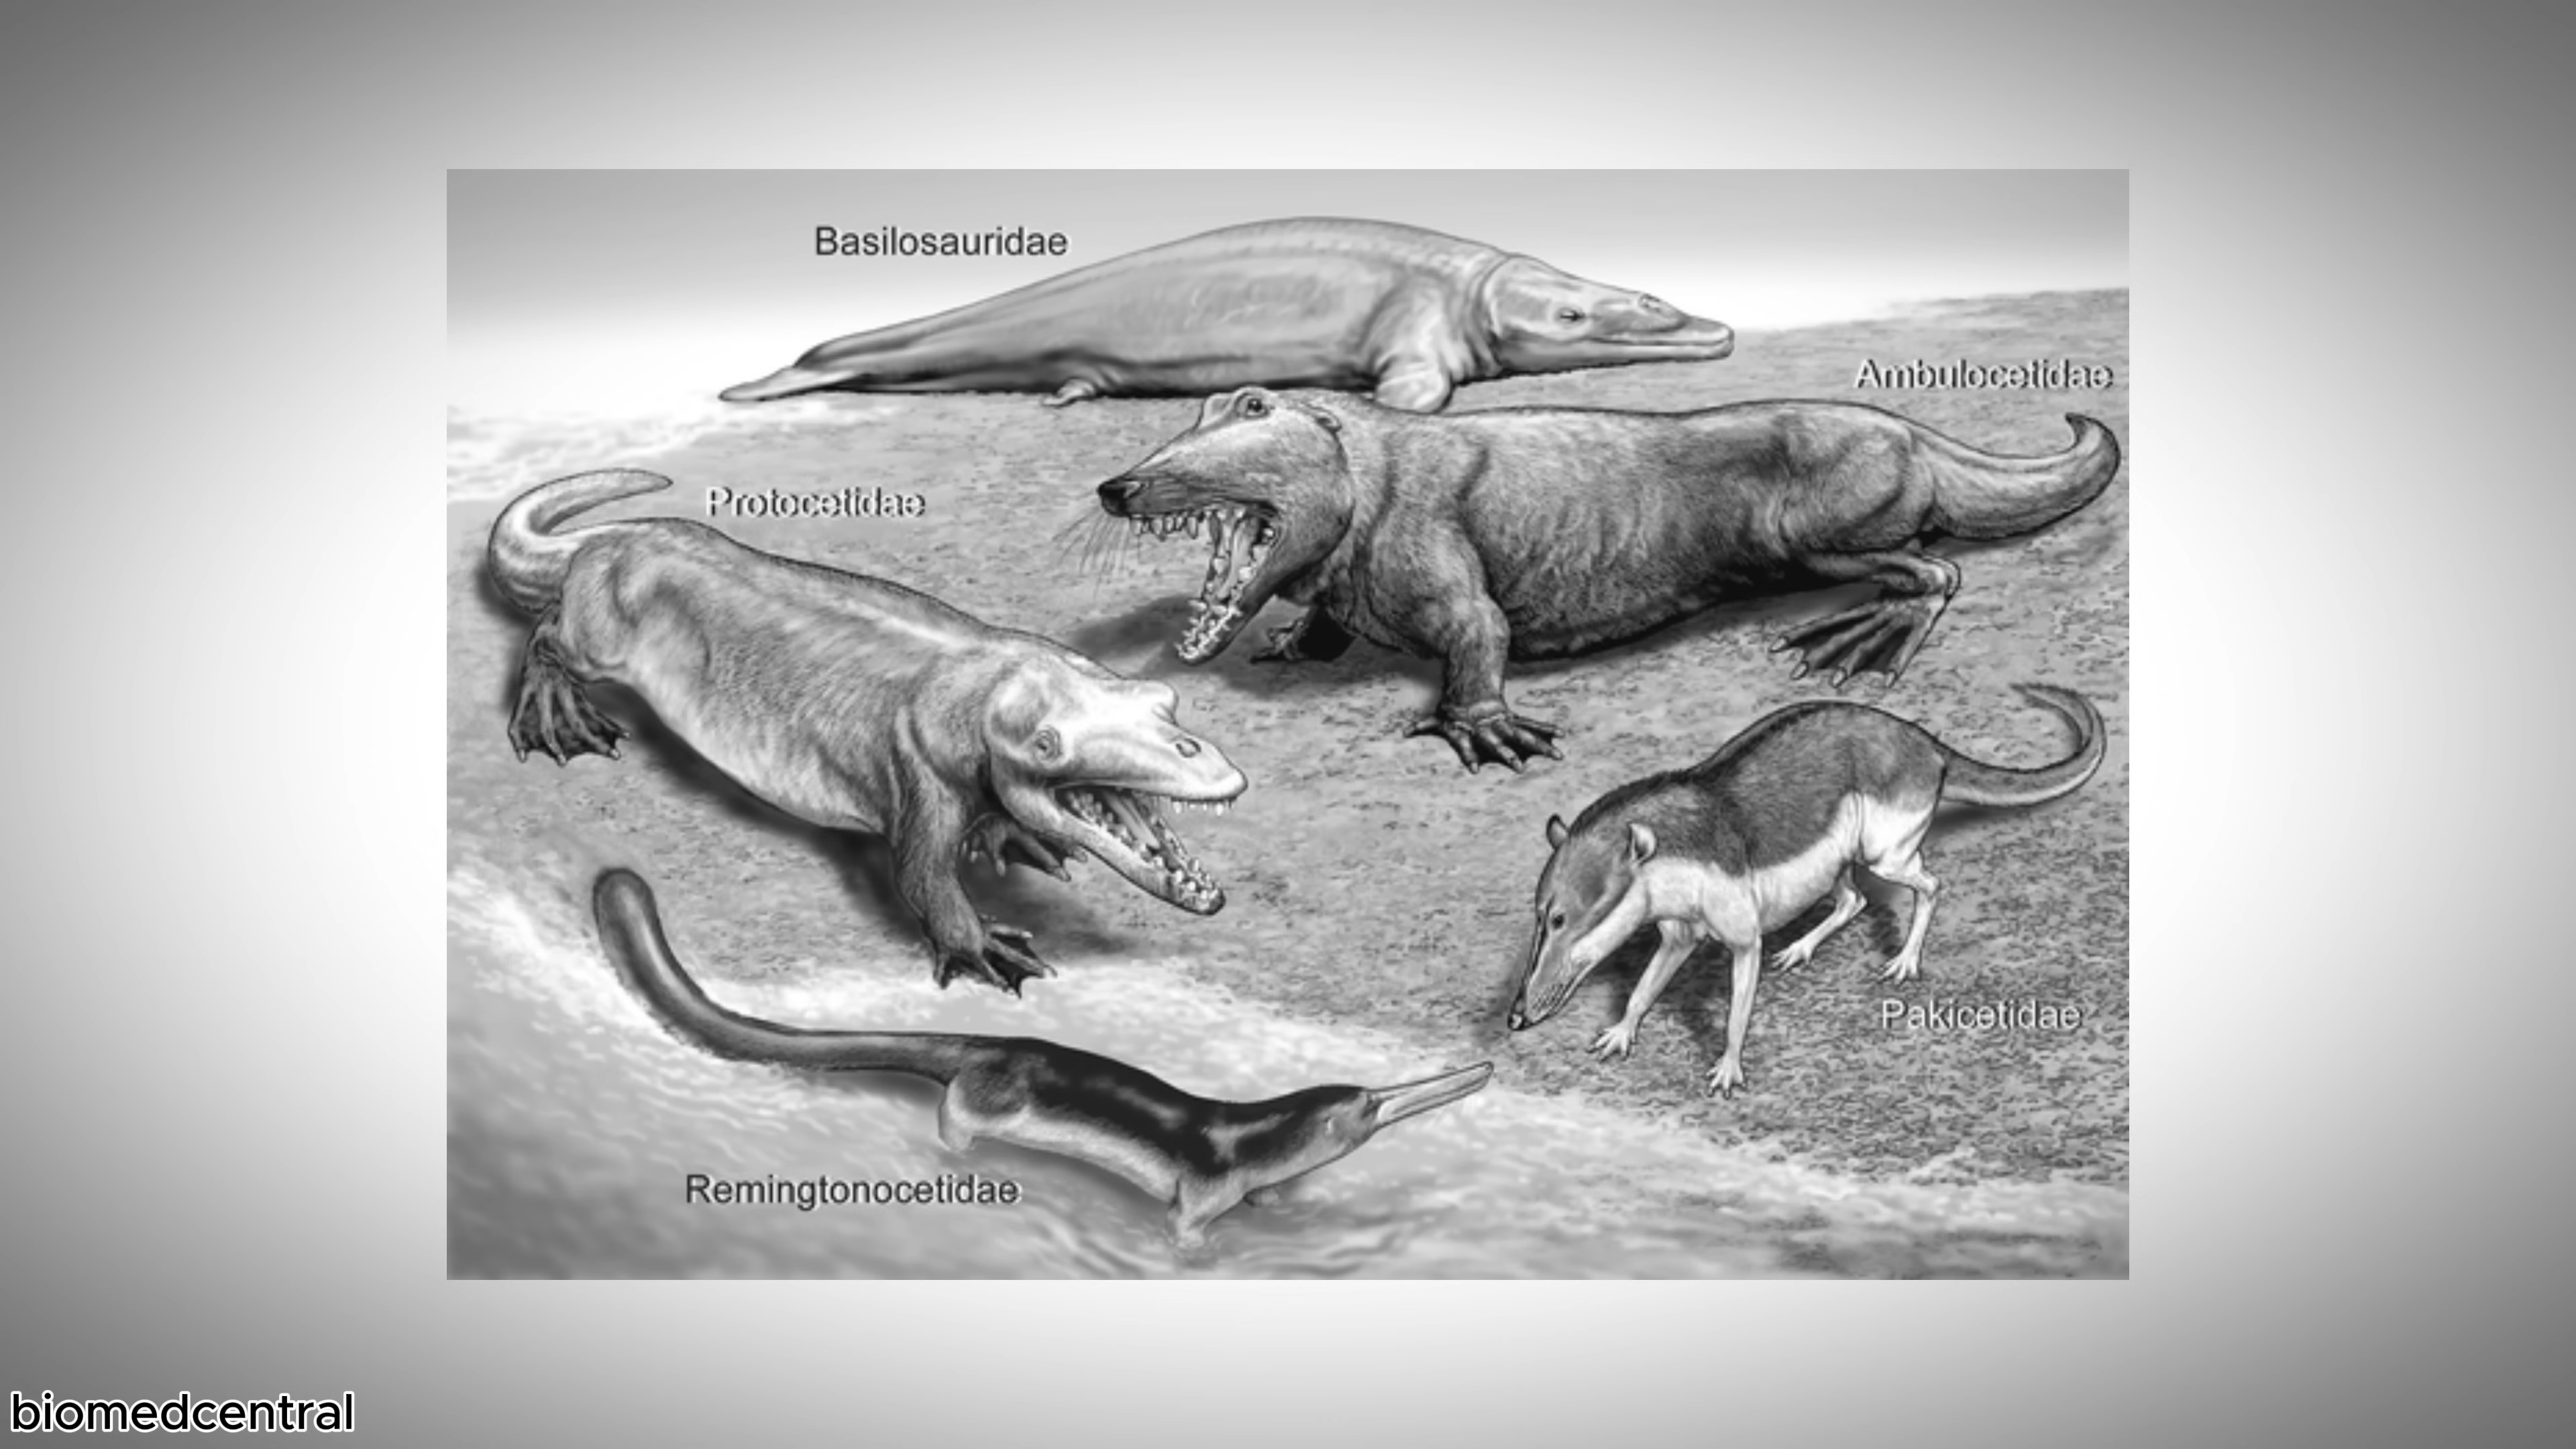 Basilosauridae
Ambulocetidae
Protocetidae
Pakicetidae
Remingtonocetidae
biomedcentral